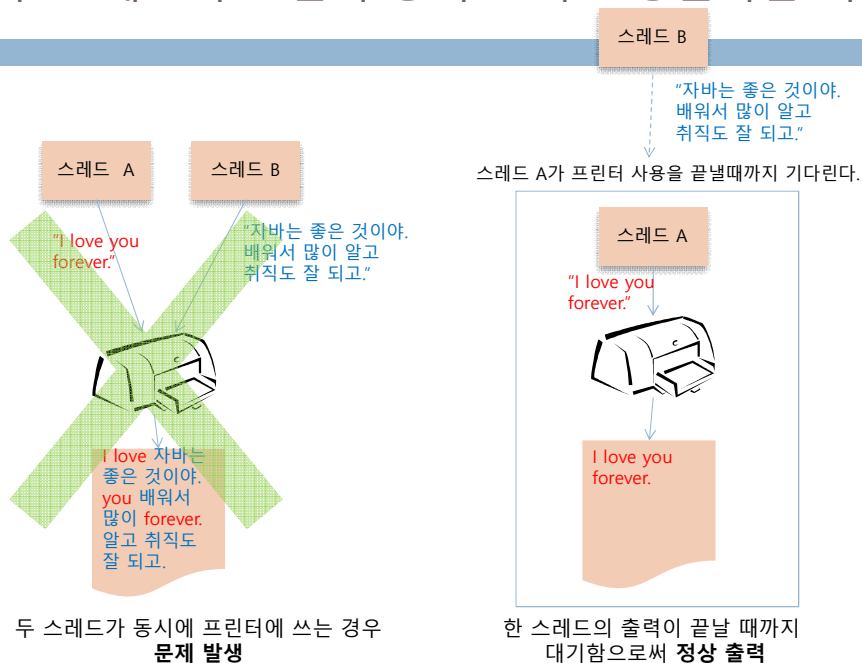 스레드 A
스레드 B
"I love you
forever."
"자바는 좋은 것이야.
배워서 많이 알고
취직도 잘 되고."
I love 자바는
좋은 것이야.
you 배워서
많이 forever.
알고 취직도
잘 되고.
두 스레드가 동시에 프린터에 쓰는 경우
문제 발생
스레드 B
"자바는 좋은 것이야.
배워서 많이 알고
취직도 잘 되고."
스레드 A가 프린터 사용을 끝낼때까지 기다린다.
스레드 A
"I love you
forever."
I love you
forever.
한 스레드의 출력이 끝날 때까지
대기함으로써 정상 출력